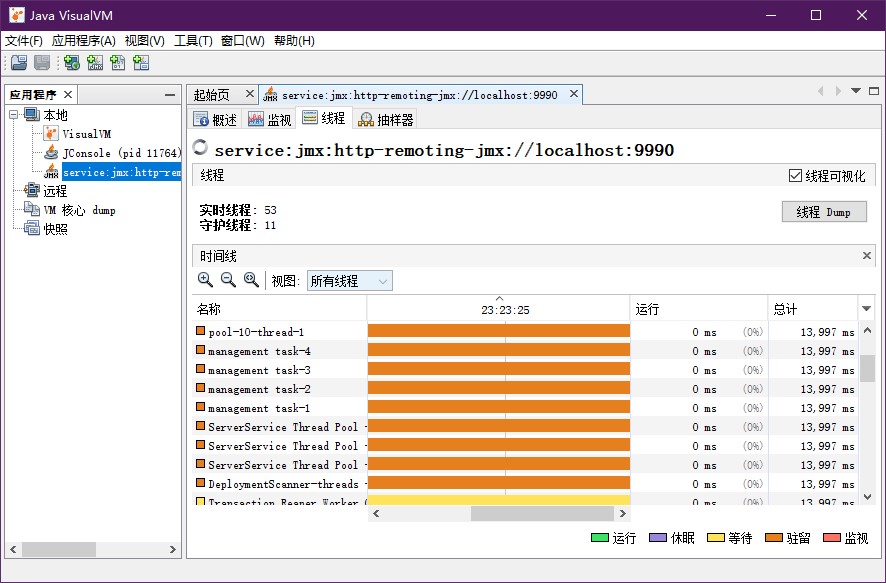 Java VisualVM
文件(F) 应用程序(A) 视图(V) 工具(T) 窗口(W) 帮助(H)
应用程序
本地
VisualVM
JConsole (pid 11764)
service:jmx:http-rem
远程
VM 核心 dump
快照
起始页 service:jmx:http-remoting-jmx://localhost:9990
概述 监视 线程 抽样器
service:jmx:http-remoting-jmx://localhost:9990
线程 线程可视化
实时线程: 53
守护线程: 11
线程 Dump
时间线
视图: 所有线程
名称 23:23:25 运行 总计
pool-10-thread-1 0 ms (0%) 13,997 ms
management task-4 0 ms (0%) 13,997 ms
management task-3 0 ms (0%) 13,997 ms
management task-2 0 ms (0%) 13,997 ms
management task-1 0 ms (0%) 13,997 ms
ServerService Thread Pool - 0 ms (0%) 13,997 ms
ServerService Thread Pool - 0 ms (0%) 13,997 ms
ServerService Thread Pool - 0 ms (0%) 13,997 ms
DeploymentScanner-threads - 0 ms (0%) 13,997 ms
Transaction Reaper Worker ( 0 ms (0%) 13,997 ms
运行 休眠 等待 驻留 监视